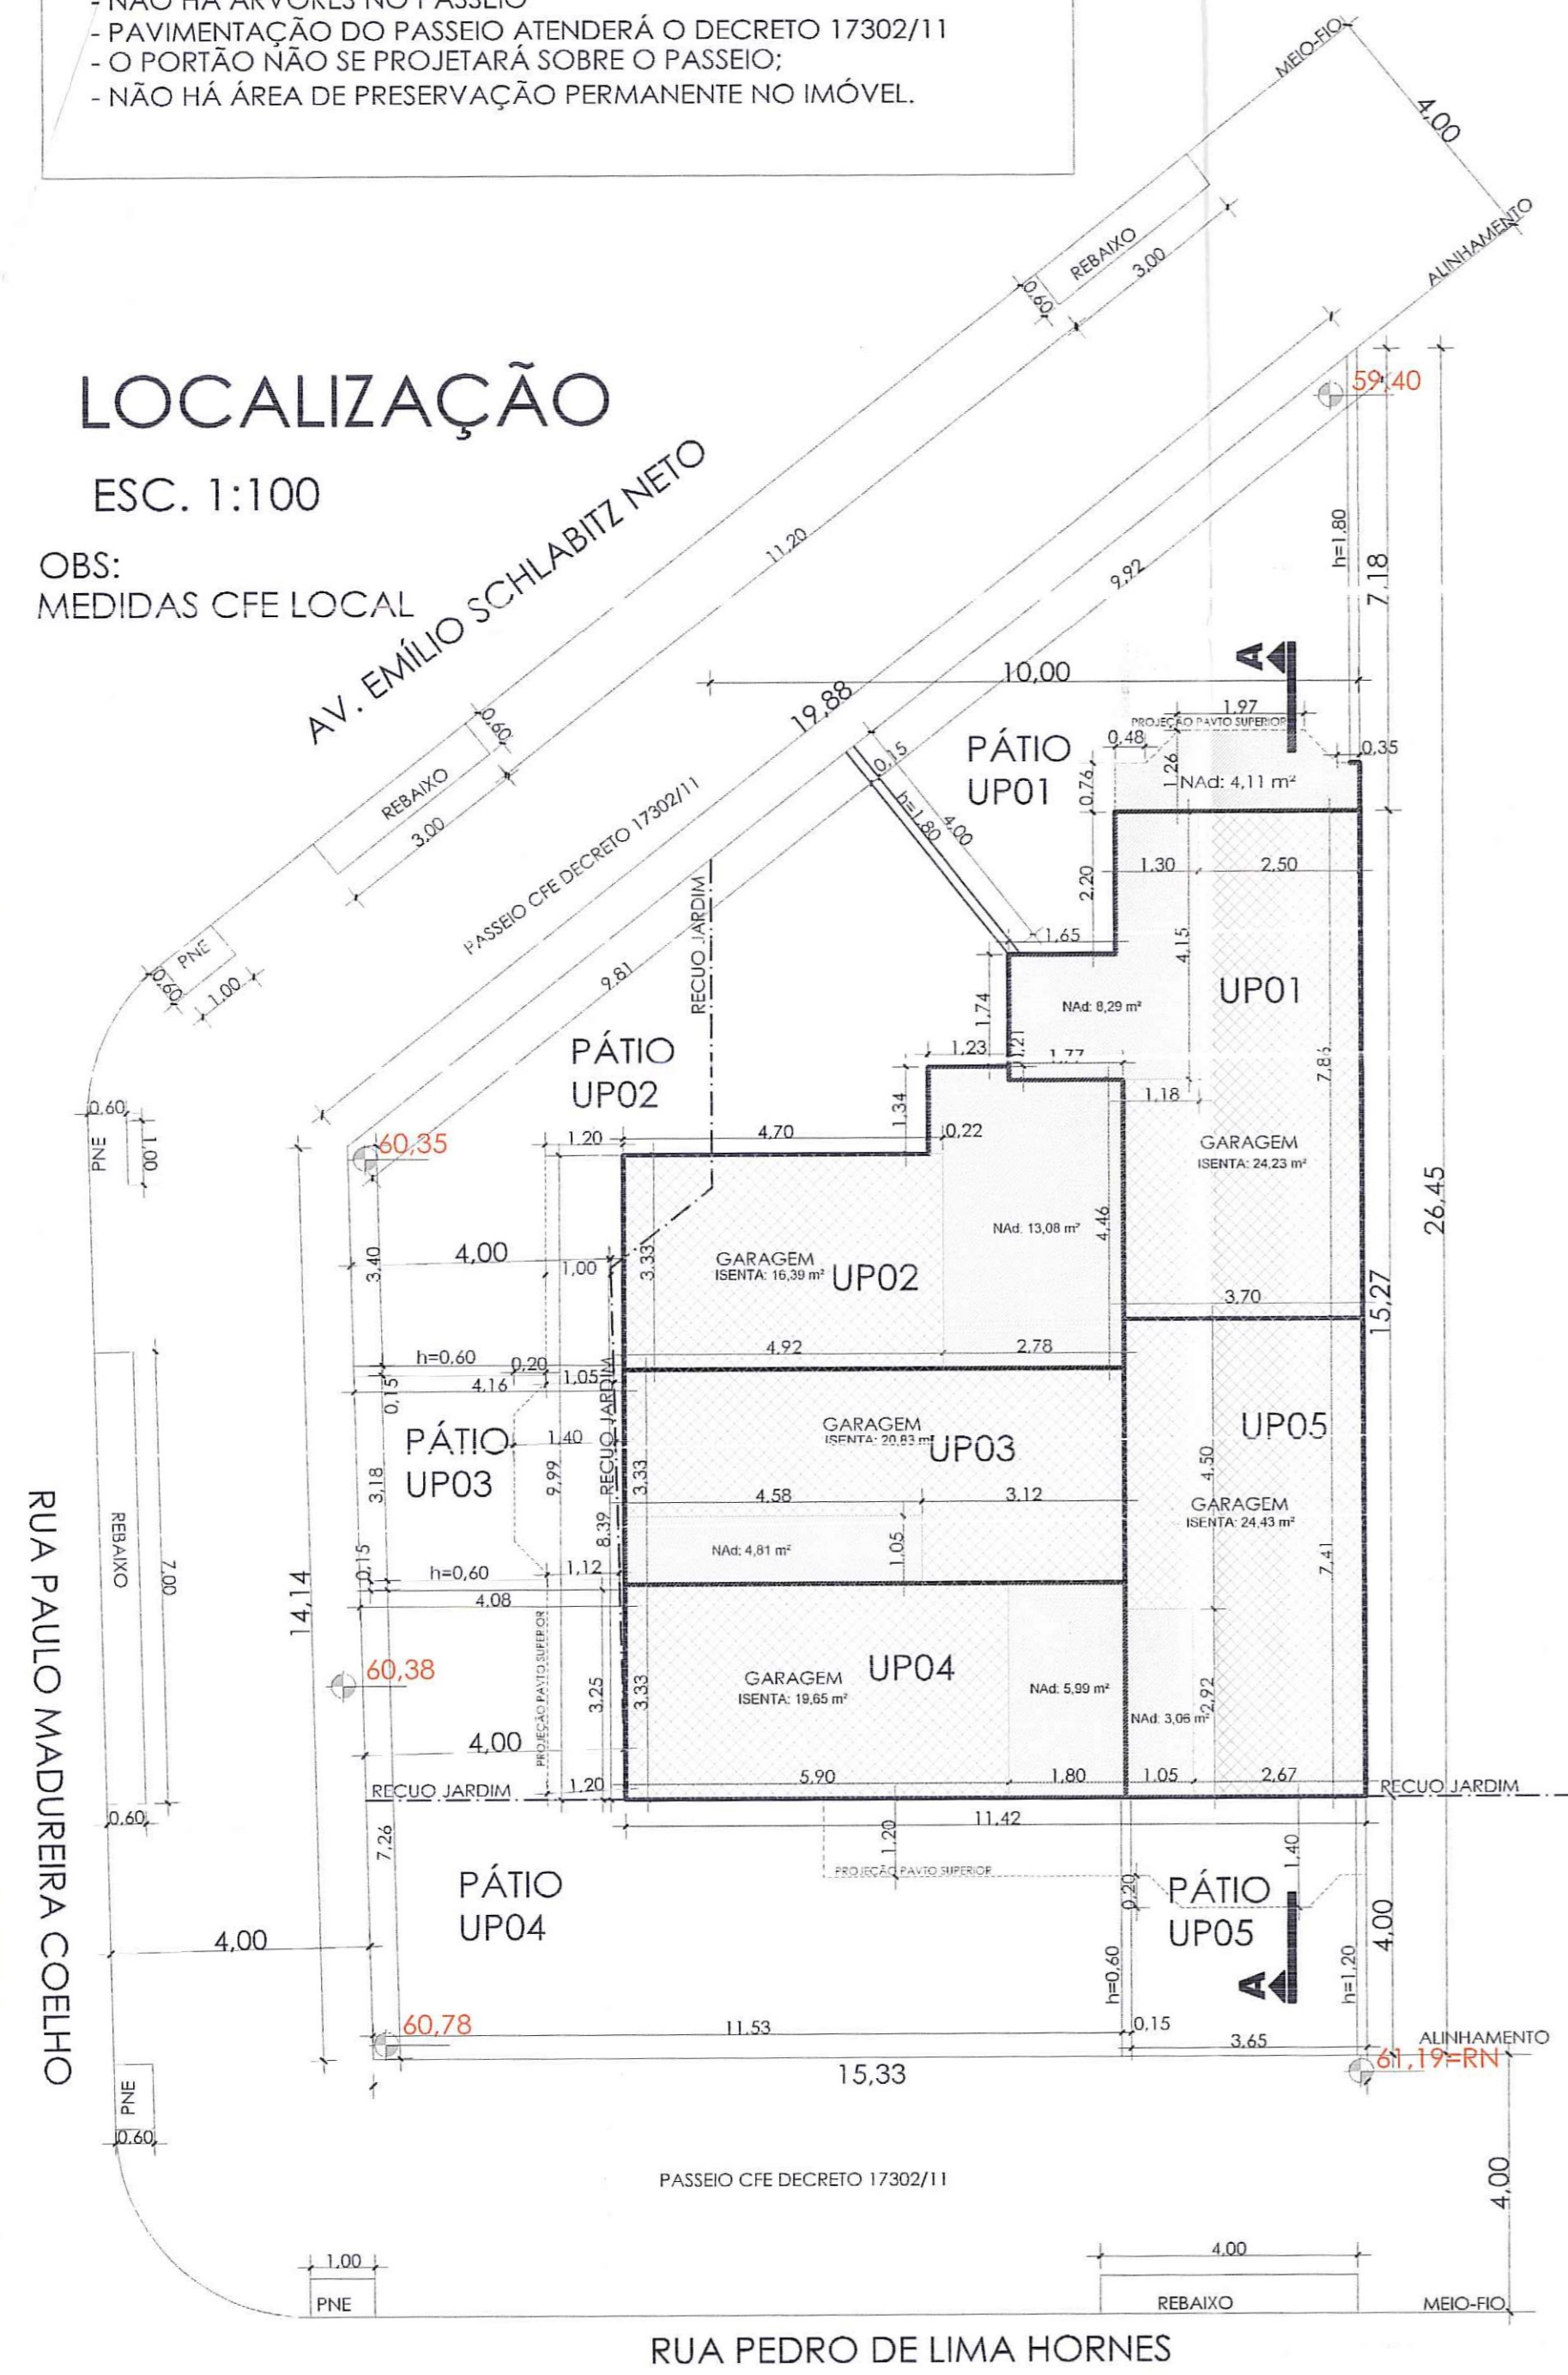 - NÃO HÁ ÁRVORES NO PASSEIO
- PAVIMENTAÇÃO DO PASSEIO ATENDERÁ O DECRETO 17302/11
- O PORTÃO NÃO SE PROJETARÁ SOBRE O PASSEIO;
- NÃO HÁ ÁREA DE PRESERVAÇÃO PERMANENTE NO IMÓVEL.
MEIO-FIO
4,00
ALINHAMENTO
REBAIXO
3,00
0,60
LOCALIZAÇÃO
ESC. 1:100
OBS:
MEDIDAS CFE LOCAL
AV. EMÍLIO SCHLABITZ NETO
59,40
11,20
9,92
h=1,80
7,18
10,00
19,88
A
1,97
PROJEÇÃO PAVTO SUPERIOR
0,48
0,35
1,26
0,76
NAd: 4,11 m²
PÁTIO
UP01
0,15
h=1,80
4,00
0,60
REBAIXO
3,00
PASSEIO CFE DECRETO 17302/11
RECUO JARDIM
9,81
2,20
1,30
2,50
1,65
4,15
UP01
1,74
NAd: 8,29 m²
PNE
0,60
1,00
PÁTIO
UP02
1,23
0,21
1,77
7,86
1,18
1,34
0,60
PNE
1,00
60,35
1,20
4,70
0,22
GARAGEM
ISENTA: 24,23 m²
26,45
NAd: 13,08 m²
4,46
3,40
4,00
1,00
3,33
GARAGEM
ISENTA: 16,39 m²
UP02
3,70
15,27
4,92
2,78
h=0,60
0,20
4,16
1,05
0,15
RECUO JARDIM
PÁTIO
UP03
1,40
9,99
3,18
3,33
GARAGEM
ISENTA: 20,83 m²
UP03
UP05
4,50
4,58
3,12
GARAGEM
ISENTA: 24,43 m²
8,39
NAd: 4,81 m²
1,05
7,41
0,15
h=0,60
1,12
4,08
REBAIXO
7,00
14,14
RUA PAULO MADUREIRA COELHO
60,38
PROJEÇÃO PAVTO SUPERIOR
3,25
3,33
GARAGEM
ISENTA: 19,65 m²
UP04
NAd: 5,99 m²
2,92
NAd: 3,06 m²
4,00
RECUO JARDIM
1,20
5,90
1,80
1,05
2,67
RECUO JARDIM
0,60
7,26
11,42
1,20
PROJEÇÃO PAVTO SUPERIOR
1,40
0,20
PÁTIO
UP04
PÁTIO
UP05
4,00
4,00
h=0,60
A
h=1,20
60,78
11,53
0,15
3,65
ALINHAMENTO
61,19=RN
15,33
PNE
0,60
PASSEIO CFE DECRETO 17302/11
4,00
1,00
PNE
4,00
REBAIXO
MEIO-FIO
RUA PEDRO DE LIMA HORNES